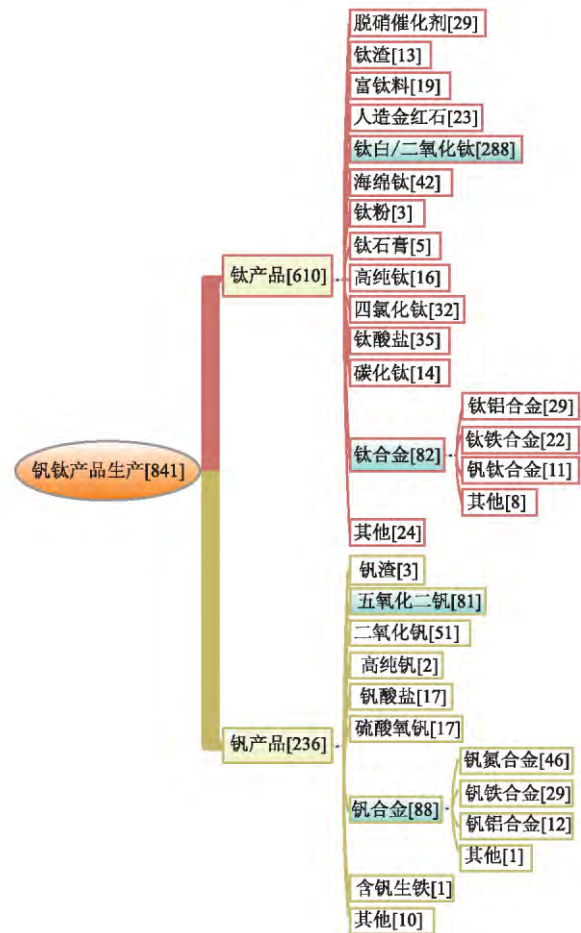 脱硝催化剂[29]
钛渣[13]
富钛料[19]
人造金红石[23]
钛白/二氧化钛[288]
海绵钛[42]
钛粉[3]
钛石膏[5]
钛产品[610]
高纯钛[16]
四氯化钛[32]
钛酸盐[35]
碳化钛[14]
钛铝合金[29]
钛铁合金[22]
钛合金[82]
钒钛合金[11]
其他[8]
钒钛产品生产[841]
其他[24]
钒渣[3]
五氧化二钒[81]
二氧化钒[51]
高纯钒[2]
钒酸盐[17]
硫酸氧钒[17]
钒产品[236]
钒氮合金[46]
钒铁合金[29]
钒合金[88]
钒铝合金[12]
其他[1]
含钒生铁[1]
其他[10]